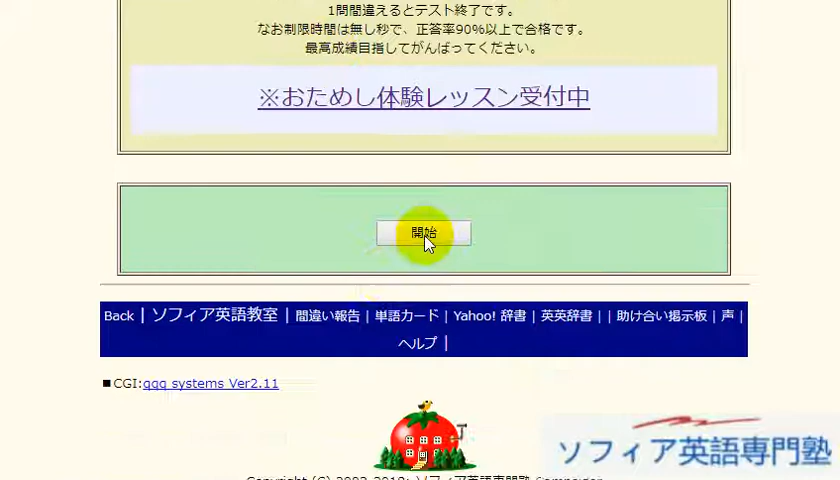 1問間違えるとテスト終了です。
なお制限時間は無し秒で、正答率90%以上で合格です。
最高成績目指してがんばってください。
※おためし体験レッスン受付中
開始
Back | ソフィア英語教室 | 間違い報告 | 単語カード | Yahoo! 辞書 | 英英辞書 | | 助け合い掲示板 | 声 |
ヘルプ |
■CGI:qqq systems Ver2.11
ソフィア英語専門塾